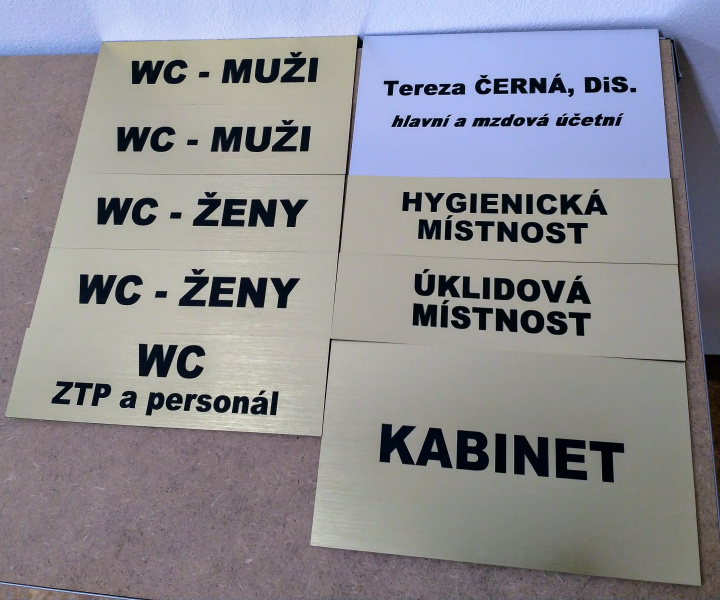 WC - MUŽI
WC - MUŽI
WC - ŽENY
WC - ŽENY
WC
ZTP a personál
Tereza ČERNÁ, DiS.
hlavní a mzdová účetní
HYGIENICKÁ
MÍSTNOST
ÚKLIDOVÁ
MÍSTNOST
KABINET